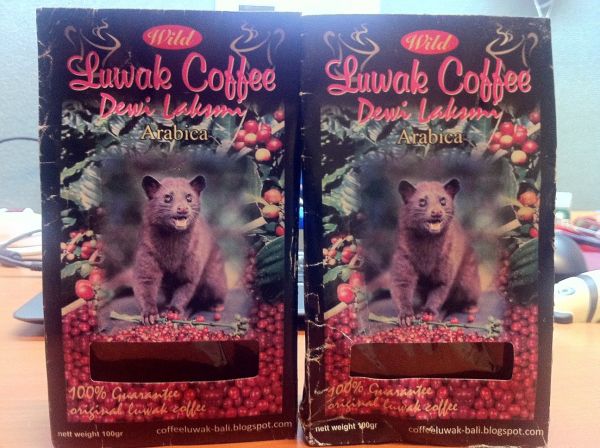 Wild
Luwak Coffee
Dewi Laksmi
Arabica
100% Guarantee
original luwak coffee
nett weight 100gr
coffeeluwak-bali.blogspot.com
Wild
Luwak Coffee
Dewi Laksmi
Arabica
100% Guarantee
original luwak coffee
nett weight 100gr
coffeeluwak-bali.blogspot.com